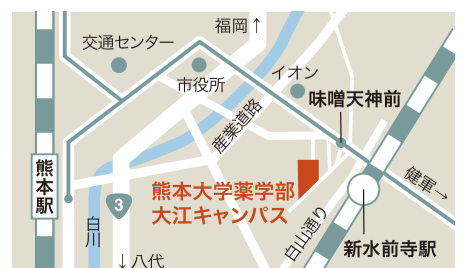 福岡↑
交通センター
市役所
イオン
産業道路
味噌天神前
熊本駅
健軍→
3
熊本大学薬学部
大江キャンパス
白川
白山通り
新水前寺駅
↓八代